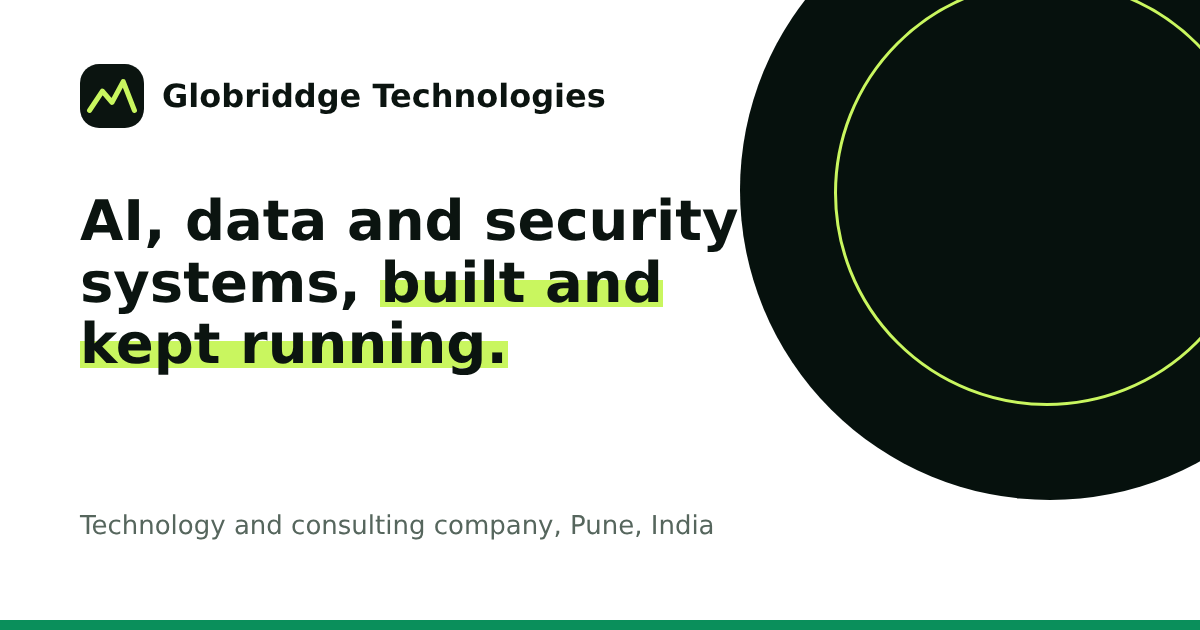 Globriddge Technologies
AI, data and security
systems, built and
kept running.
Technology and consulting company, Pune, India